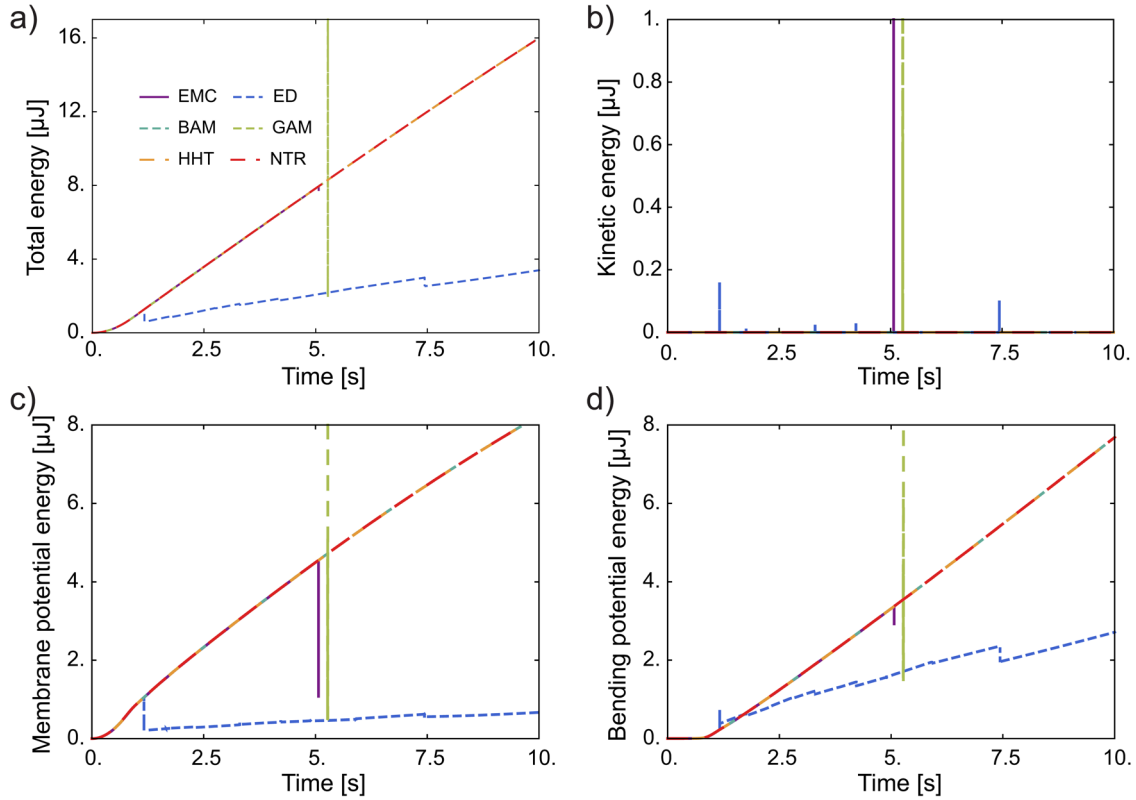 a)
Total energy [µJ]
16.
12.
8.
4.
0.
EMC ED
BAM GAM
HHT NTR
0. 2.5 5. 7.5 10.
Time [s]
b)
Kinetic energy [µJ]
1
0.8
0.6
0.4
0.2
0.
0. 2.5 5. 7.5 10.
Time [s]
c)
Membrane potential energy [µJ]
8.
6.
4.
2.
0.
0. 2.5 5. 7.5 10.
Time [s]
d)
Bending potential energy [µJ]
8.
6.
4.
2.
0.
0. 2.5 5. 7.5 10.
Time [s]